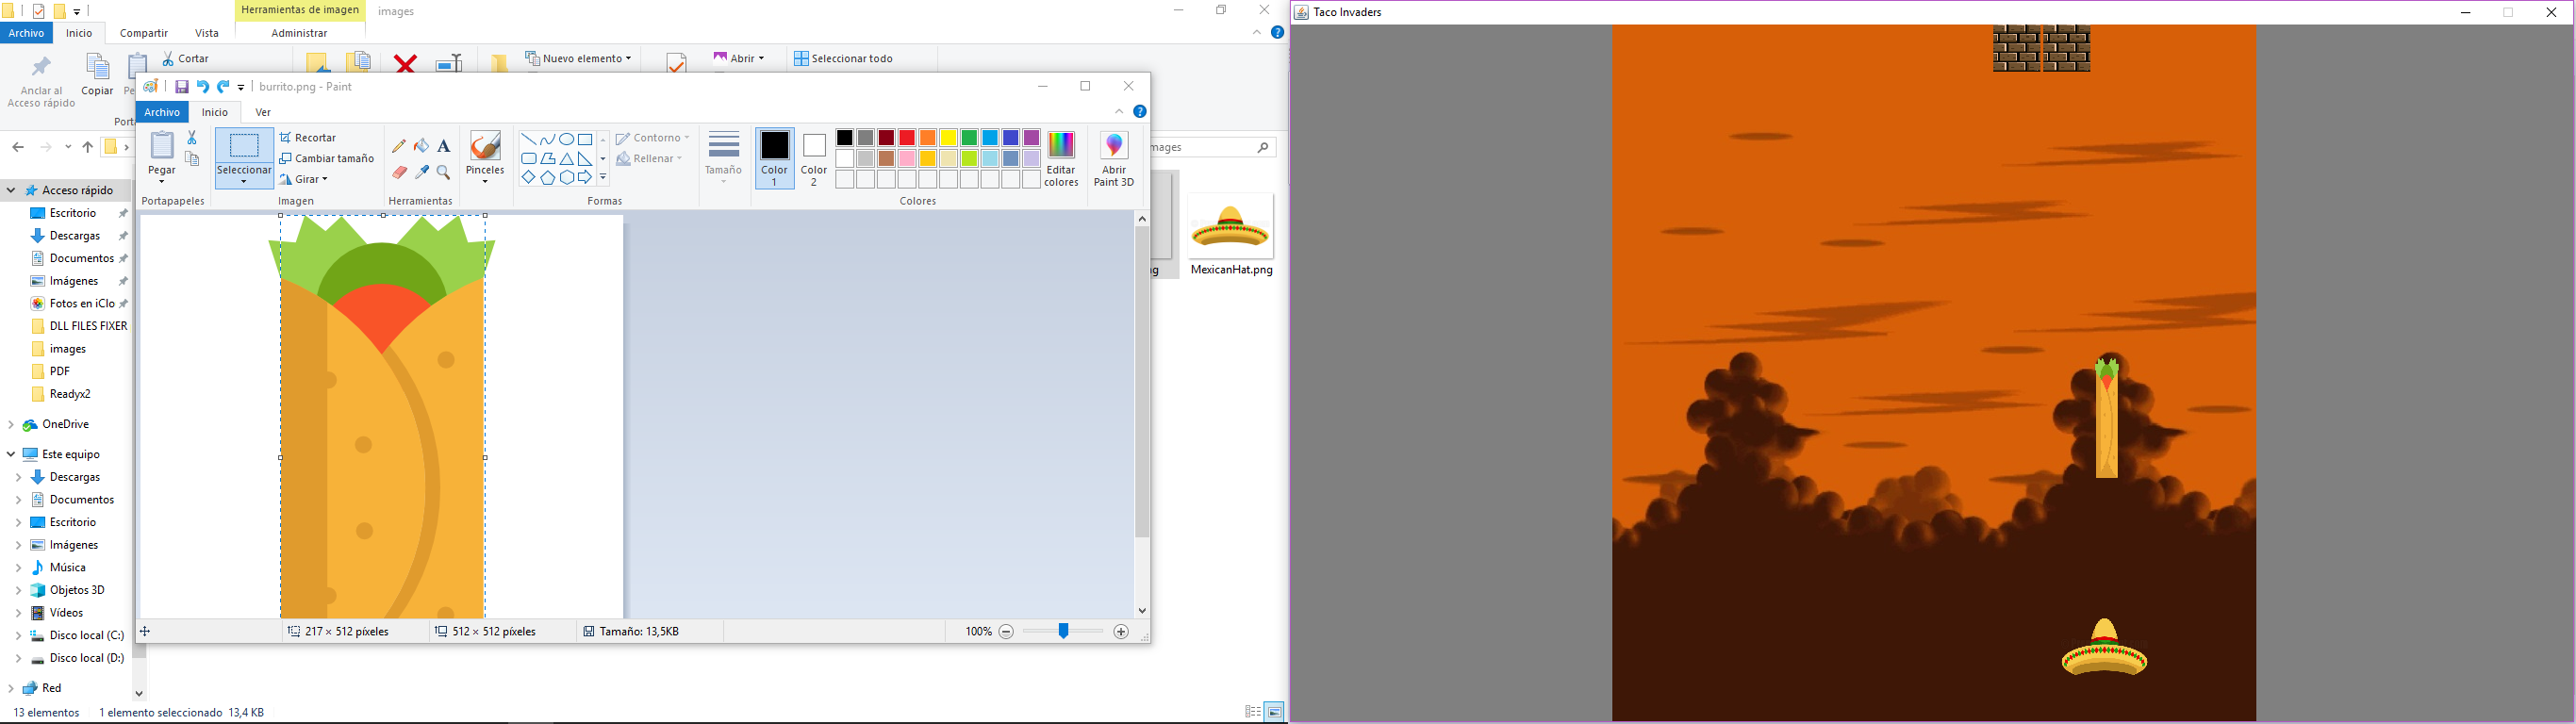 Herramientas de imagen
images
Archivo
Inicio
Compartir
Vista
Administrar
Anclar al
Acceso rápido
Copiar
Cortar
Nuevo elemento
Abrir
Seleccionar todo
burrito.png - Paint
Archivo
Inicio
Ver
Pegar
Seleccionar
Recortar
Cambiar tamaño
Girar
Pinceles
Contorno
Rellenar
Tamaño
Color
1
Color
2
Editar
colores
Abrir
Paint 3D
Portapapeles
Imagen
Herramientas
Formas
Colores
Acceso rápido
Escritorio
Descargas
Documentos
Imágenes
Fotos en iClo
DLL FILES FIXER
images
PDF
Readyx2
OneDrive
Este equipo
Descargas
Documentos
Escritorio
Imágenes
Música
Objetos 3D
Vídeos
Disco local (C:)
Disco local (D:)
Red
MexicanHat.png
217 × 512 píxeles
512 × 512 píxeles
Tamaño: 13,5KB
100%
13 elementos
1 elemento seleccionado 13,4 KB
Taco Invaders